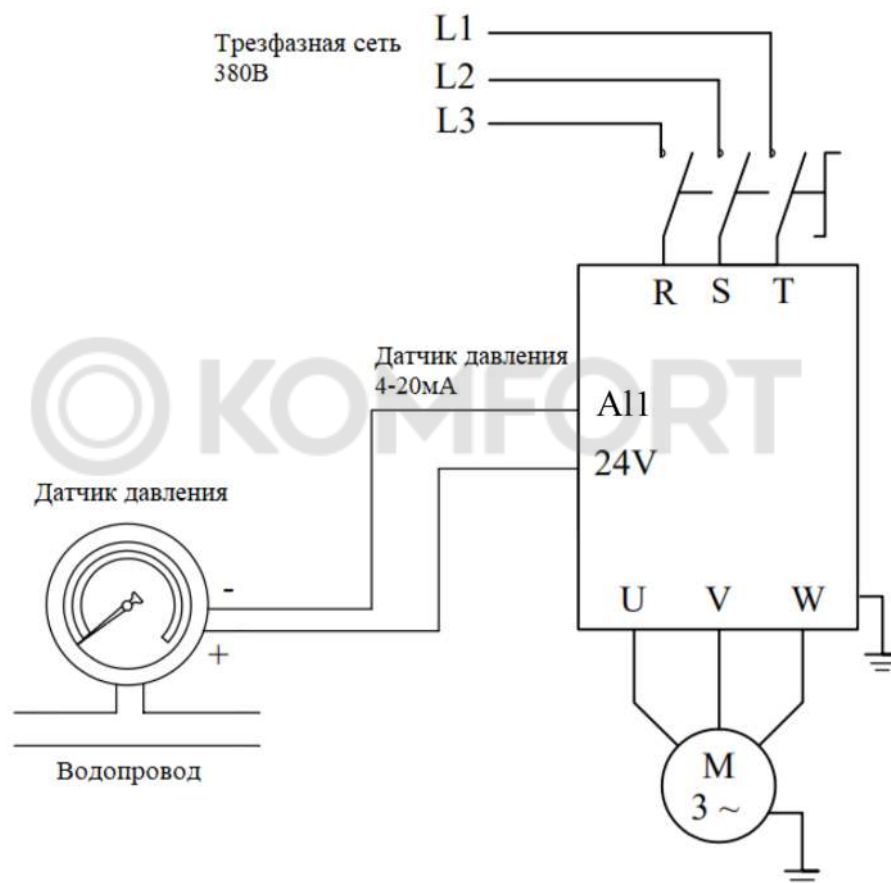 L1
Трезфазная сеть
380В
L2
L3
R S T
KOMFORT
Датчик давления
4-20мА
AI1
24V
Датчик давления
-
+
U V W
Водопровод
M
3 ~